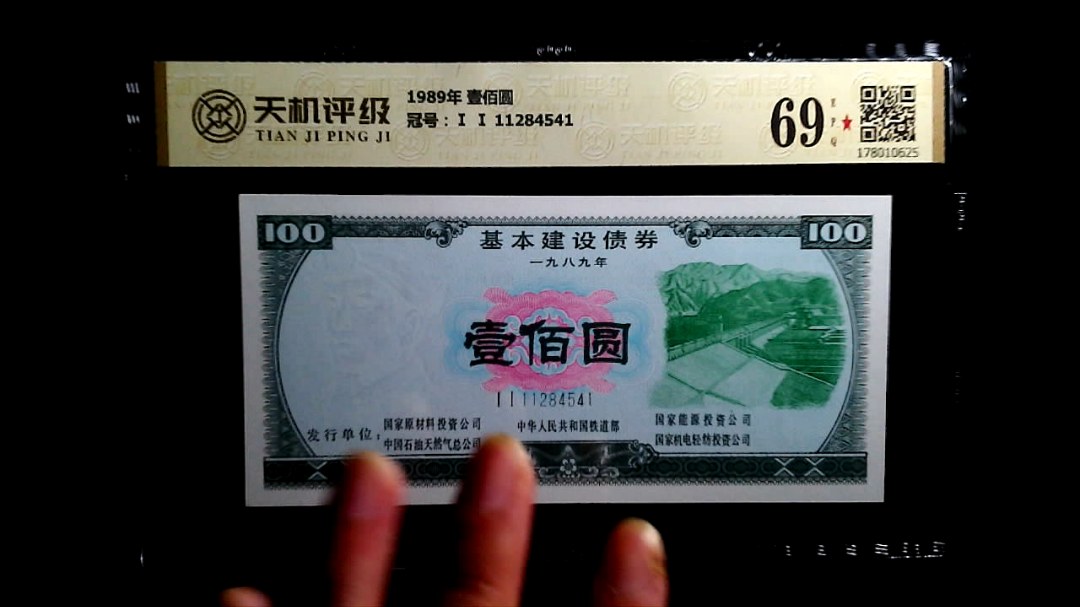 天机评级
TIAN JI PING JI
1989年 壹佰圆
冠号：I I 11284541
69
E
P
Q
178010625
100
100
基本建设债券
一九八九年
壹佰圆
I I 11284541
发行单位：
国家原材料投资公司
中国石油天然气总公司
中华人民共和国铁道部
国家能源投资公司
国家机电轻纺投资公司